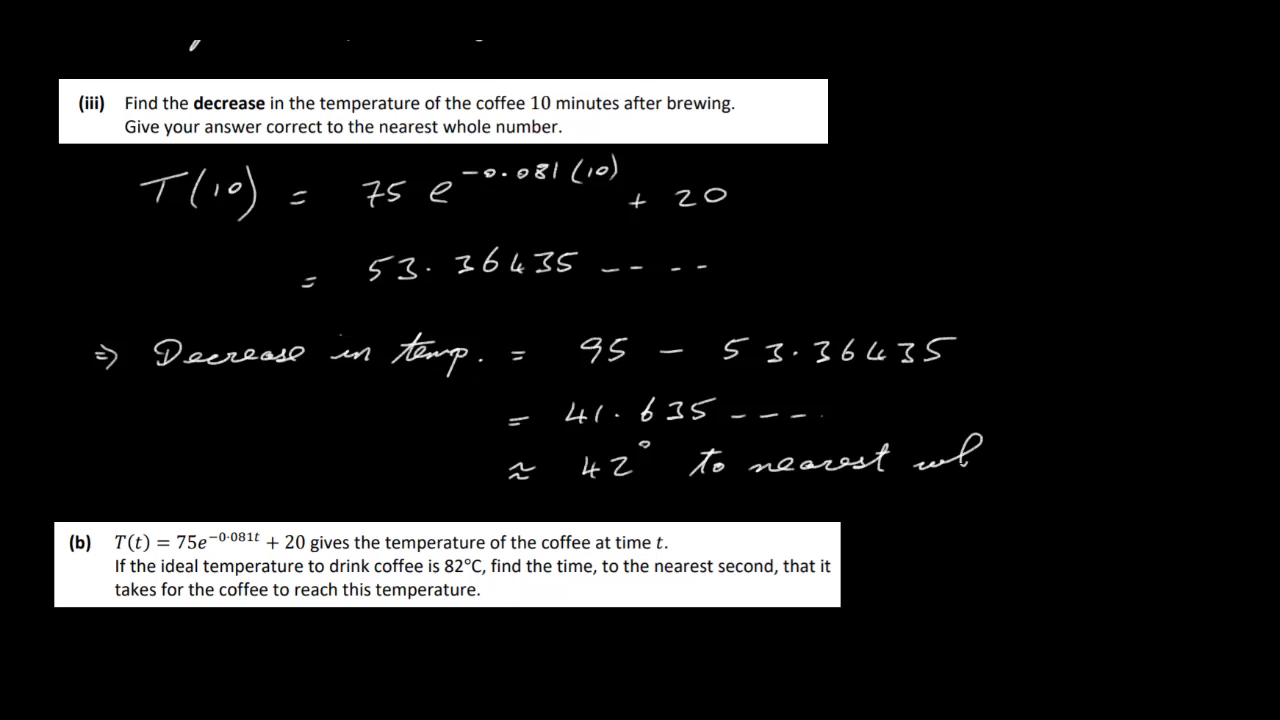 (iii) Find the decrease in the temperature of the coffee 10 minutes after brewing.
Give your answer correct to the nearest whole number.
T(10) = 75 e^{-0.081(10)} + 20
= 53.36435 -- --
=> Decrease in temp. = 95 - 53.36435
= 41.635 ----
≈ 42° to nearest wh
(b) T(t) = 75e^{−0·081t} + 20 gives the temperature of the coffee at time t.
If the ideal temperature to drink coffee is 82°C, find the time, to the nearest second, that it
takes for the coffee to reach this temperature.